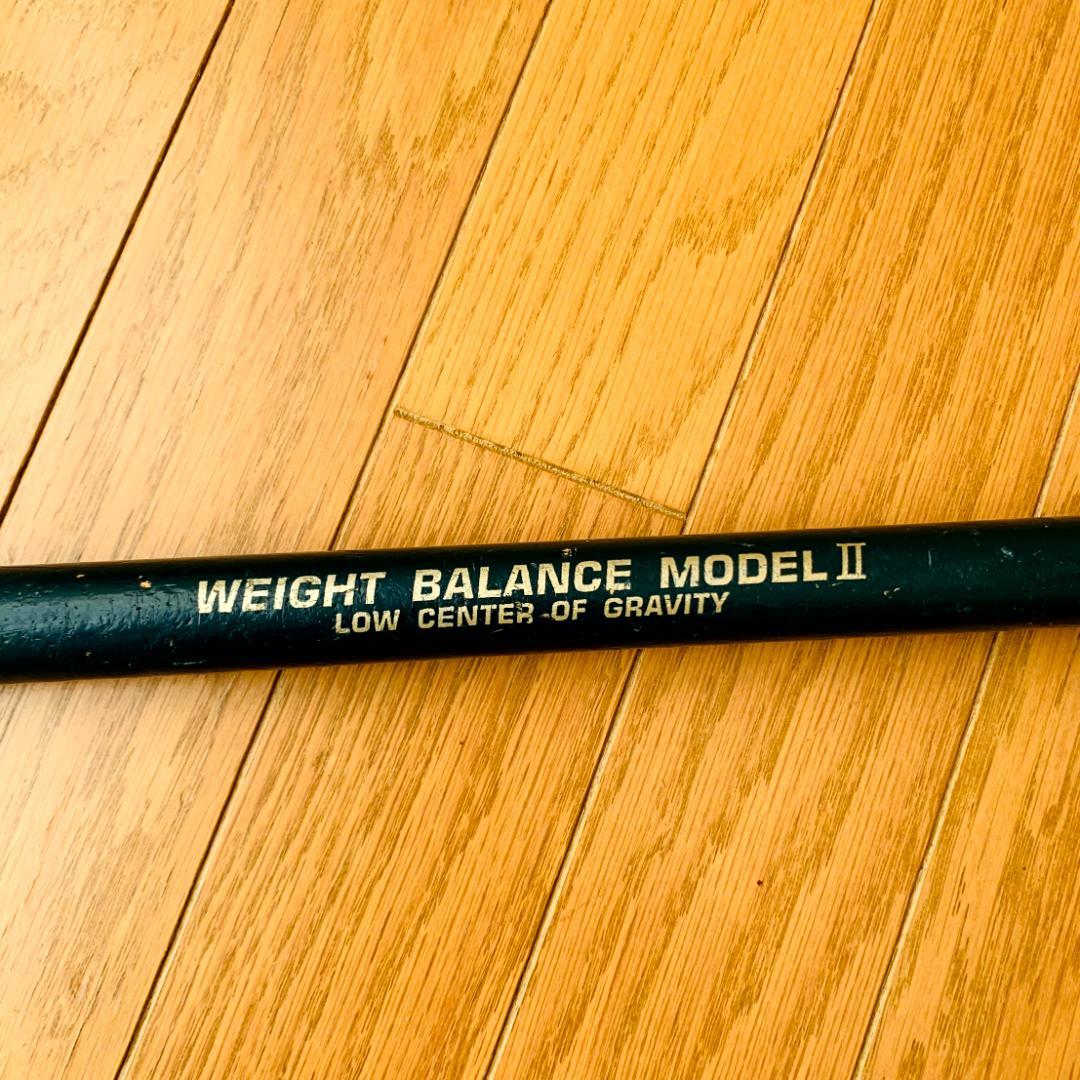 WEIGHT BALANCE MODEL Ⅱ
LOW CENTER OF GRAVITY